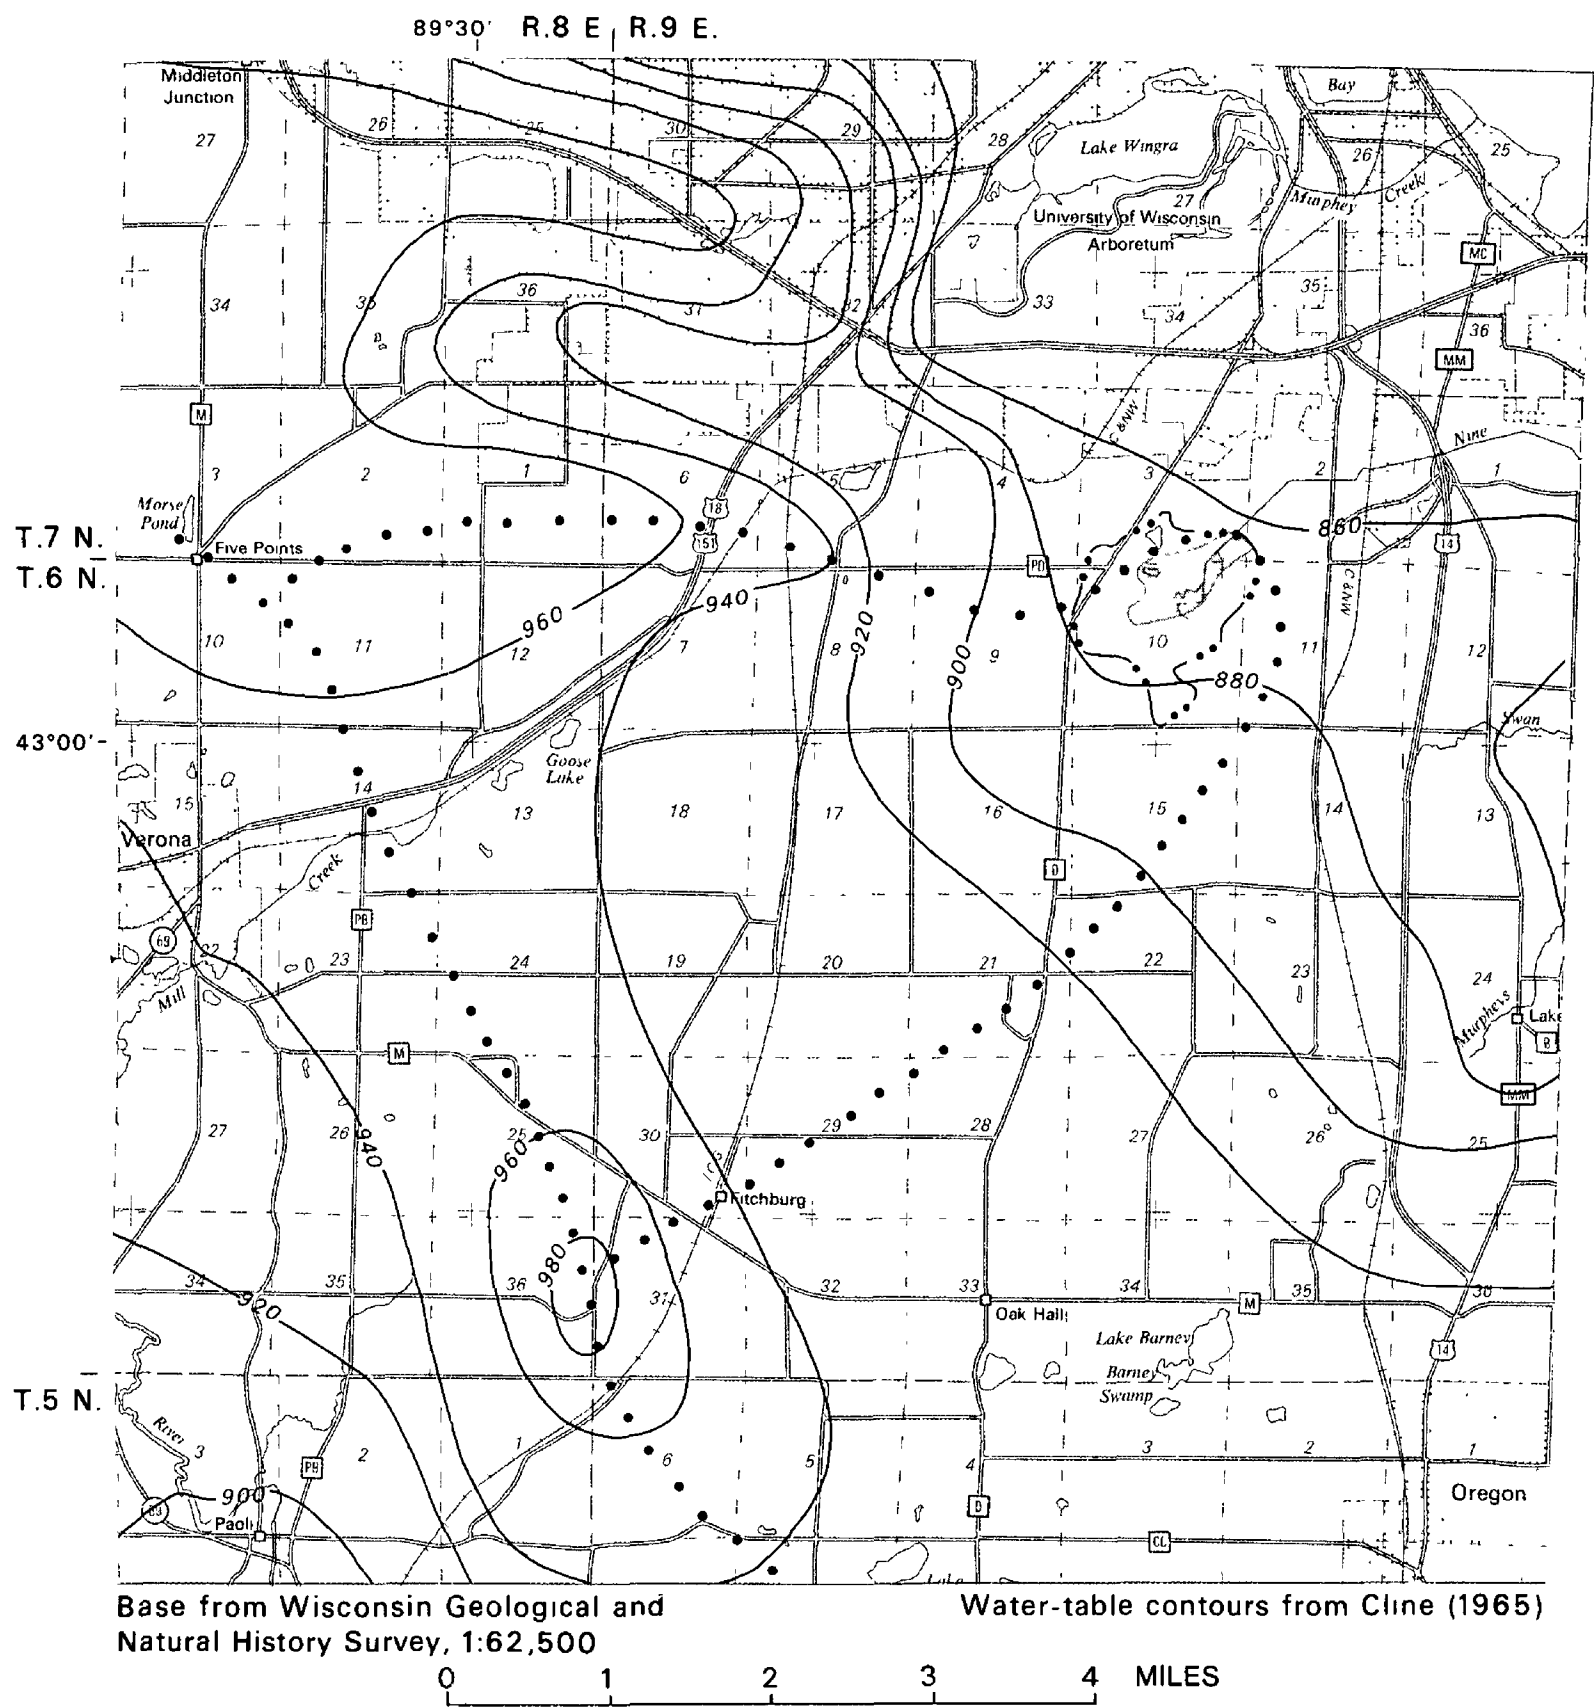 89°30' R.8 E. R.9 E.
Middleton
Junction
Bay
26
25
30
29
28
27
Lake Wingra
26
25
27
Murphey Creek
University of Wisconsin
Arboretum
MC
34
35
36
31
32
33
34
35
36
MM
M
C&NW
Nine
3
2
1
6
5
4
3
2
1
Morse
Pond
18
151
T.7 N.
Five Points
860
14
PD
T.6 N.
940
960
C&NW
920
900
10
11
12
7
8
9
10
11
12
880
Swan
43°00'
Goose
Lake
15
14
13
18
17
16
15
14
13
Verona
Creek
D
PB
69
22
23
24
19
20
21
22
23
24
Mill
Murphys
Lake
B
M
MM
27
26
940
25
30
29
28
27
26
25
960
ICG
Fitchburg
980
34
35
36
31
32
33
34
35
36
920
Oak Hall
M
Lake Barney
14
Barney
Swamp
T.5 N.
River
3
2
1
6
5
4
3
2
1
PB
900
69
Paoli
D
Oregon
CC
Lake
Base from Wisconsin Geological and
Natural History Survey, 1:62,500
Water-table contours from Cline (1965)
0 1 2 3 4 MILES